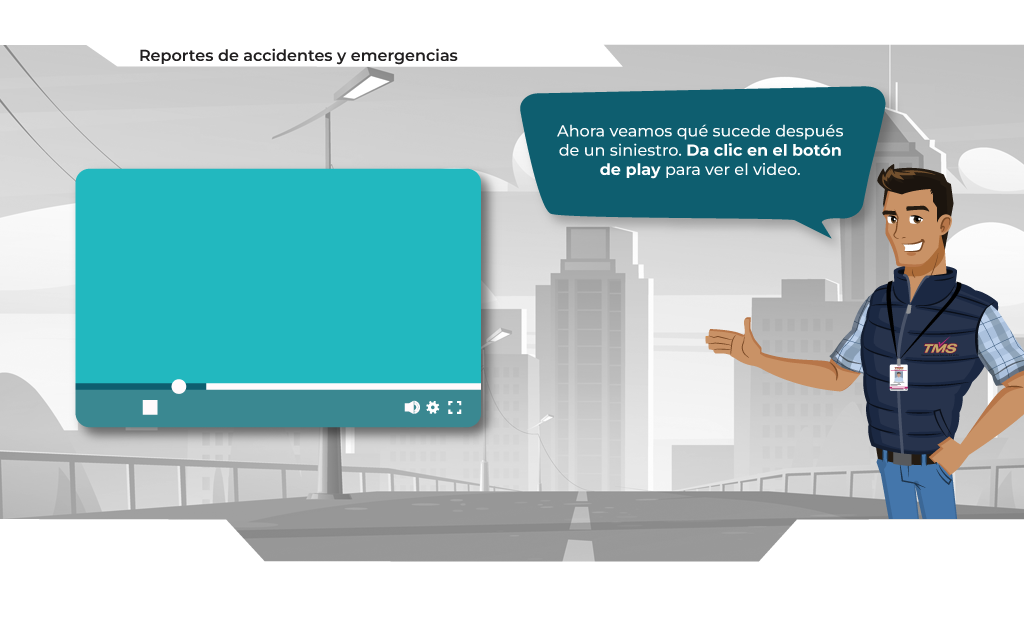 Reportes de accidentes y emergencias
Ahora veamos qué sucede después
de un siniestro. Da clic en el botón
de play para ver el video.
TMS